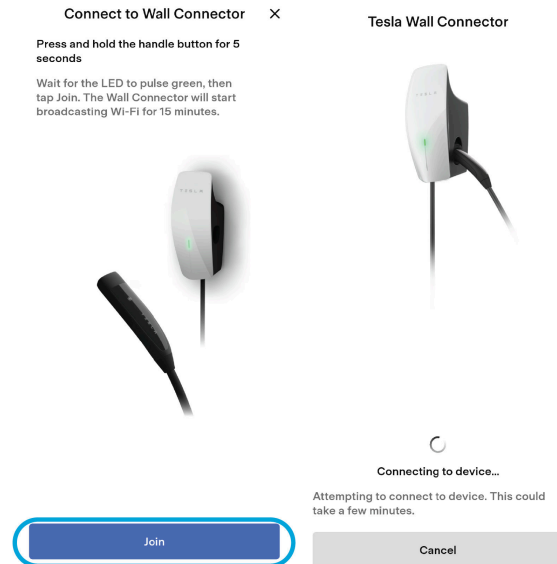 Connect to Wall Connector
Press and hold the handle button for 5
seconds
Wait for the LED to pulse green, then
tap Join. The Wall Connector will start
broadcasting Wi-Fi for 15 minutes.
TESLA
Join
Tesla Wall Connector
TESLA
Connecting to device...
Attempting to connect to device. This could
take a few minutes.
Cancel